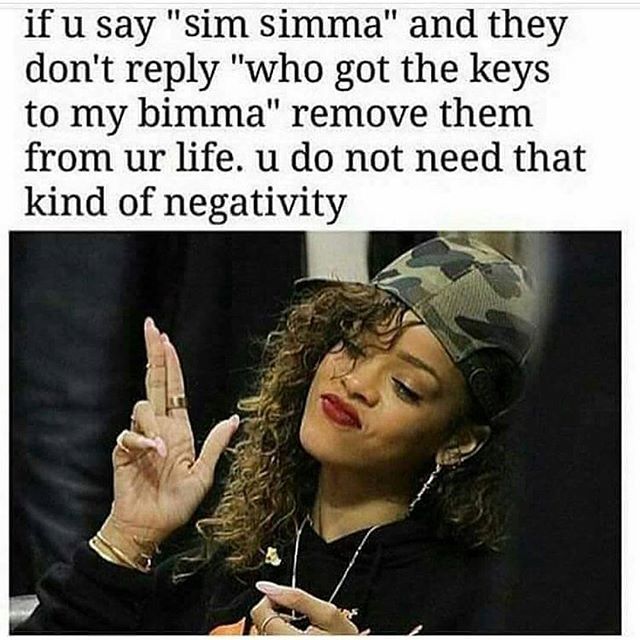 if u say "sim simma" and they
don't reply "who got the keys
to my bimma" remove them
from ur life. u do not need that
kind of negativity